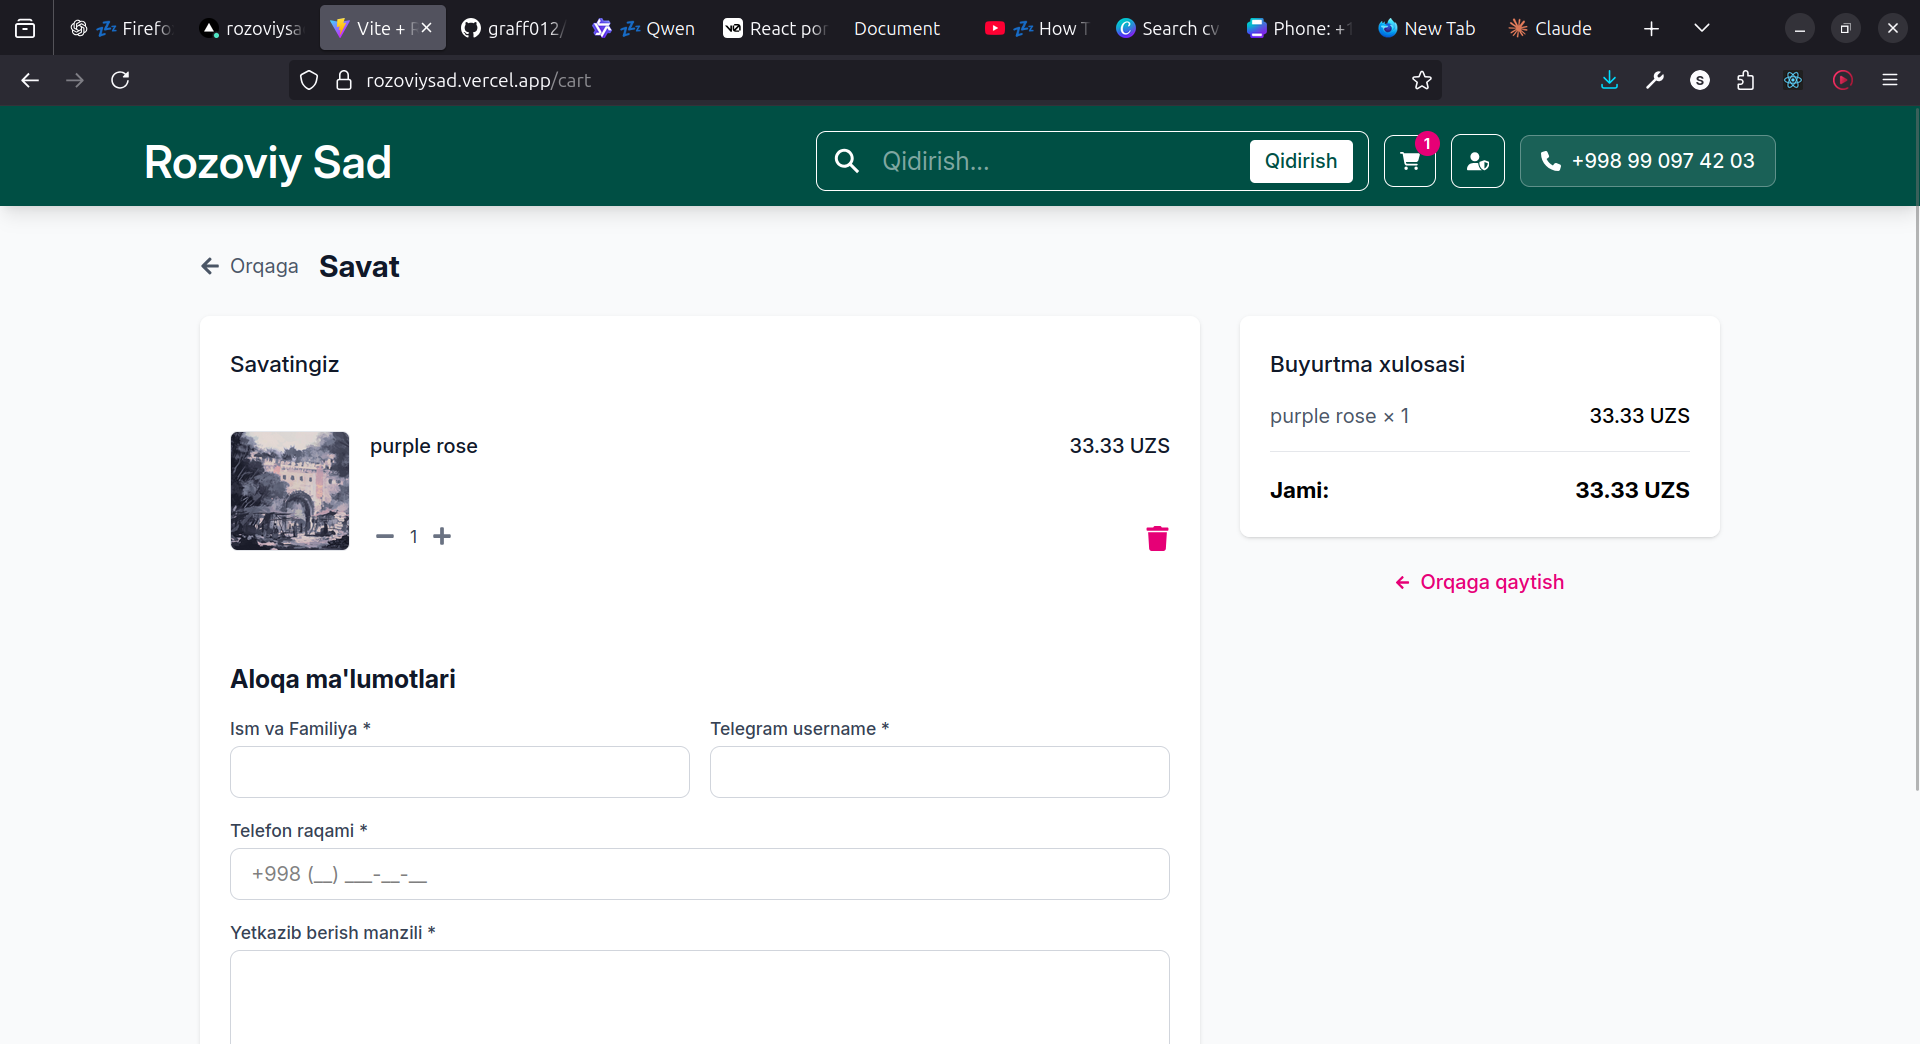 Firefo
rozoviysa
Vite + R
graff012/
Qwen
React por
Document
How T
Search cv
Phone: +1
New Tab
Claude
rozoviysad.vercel.app/cart
Rozoviy Sad
Qidirish...
Qidirish
1
+998 99 097 42 03
Orqaga
Savat
Savatingiz
purple rose
33.33 UZS
1
Buyurtma xulosasi
purple rose × 1
33.33 UZS
Jami:
33.33 UZS
Orqaga qaytish
Aloqa ma'lumotlari
Ism va Familiya *
Telegram username *
Telefon raqami *
+998 (__) ___-__-__
Yetkazib berish manzili *